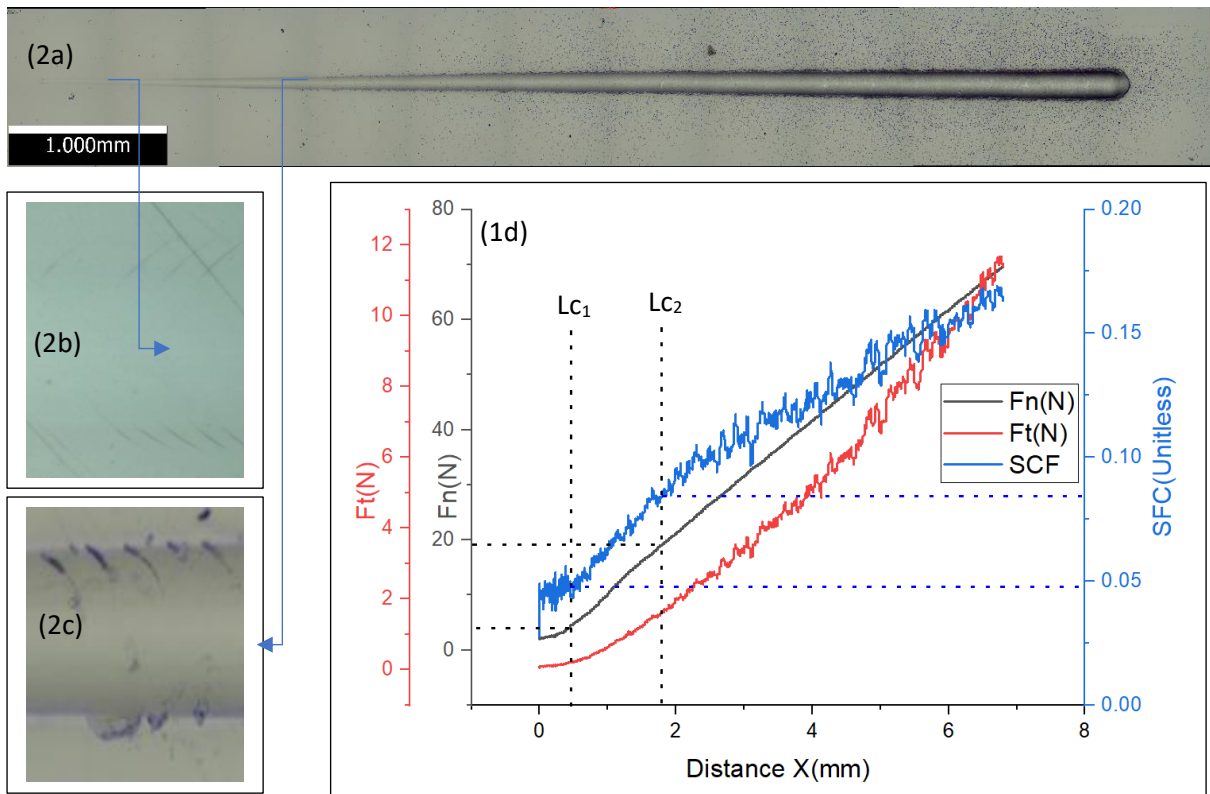 (2a)
1.000mm
(2b)
(2c)
(1d)
Lc1
Lc2
80
60
40
20
0
Fn(N)
12
10
8
6
4
2
0
Ft(N)
0.20
0.15
0.10
0.05
0.00
SFC(Unitless)
Fn(N)
Ft(N)
SCF
0 2 4 6 8
Distance X(mm)